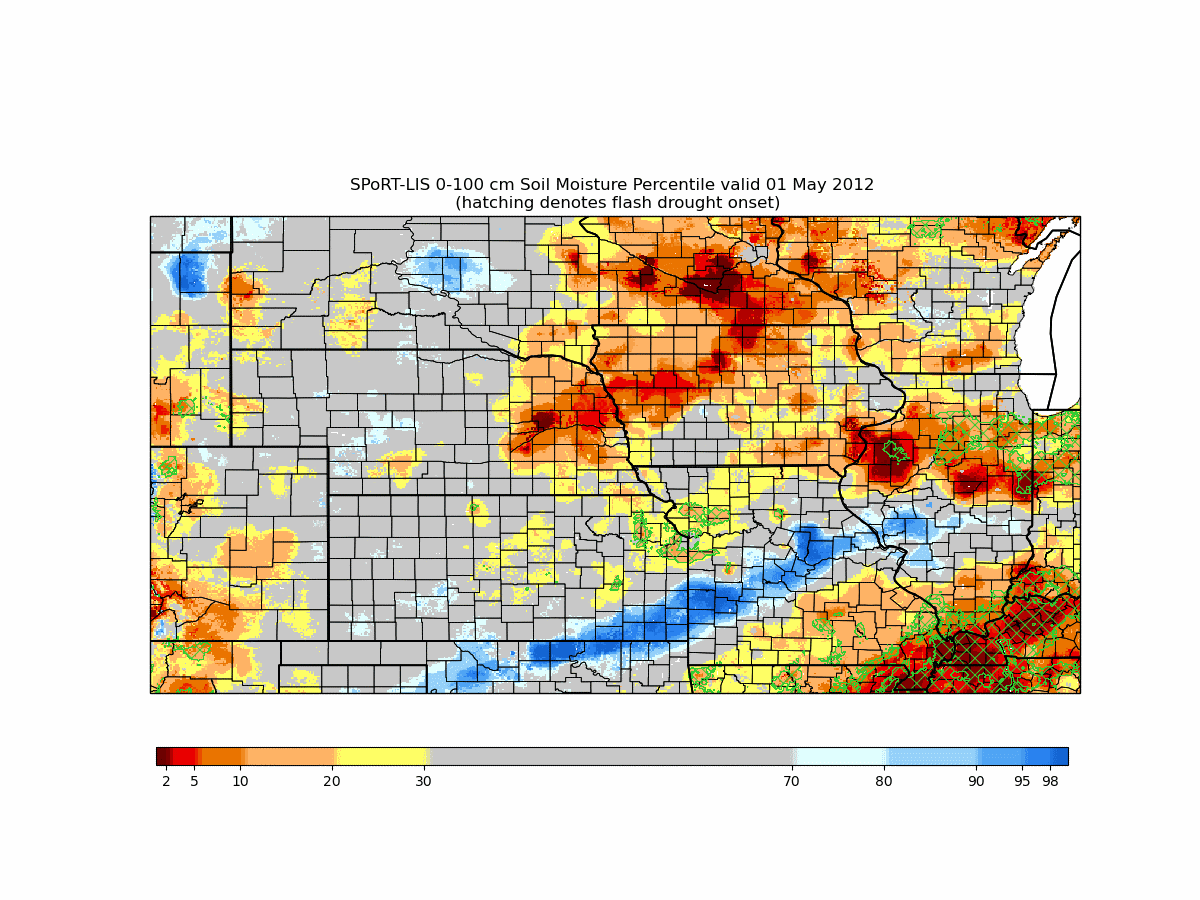 SPoRT-LIS 0-100 cm Soil Moisture Percentile valid 01 May 2012
(hatching denotes flash drought onset)
2 5 10 20 30 70 80 90 95 98